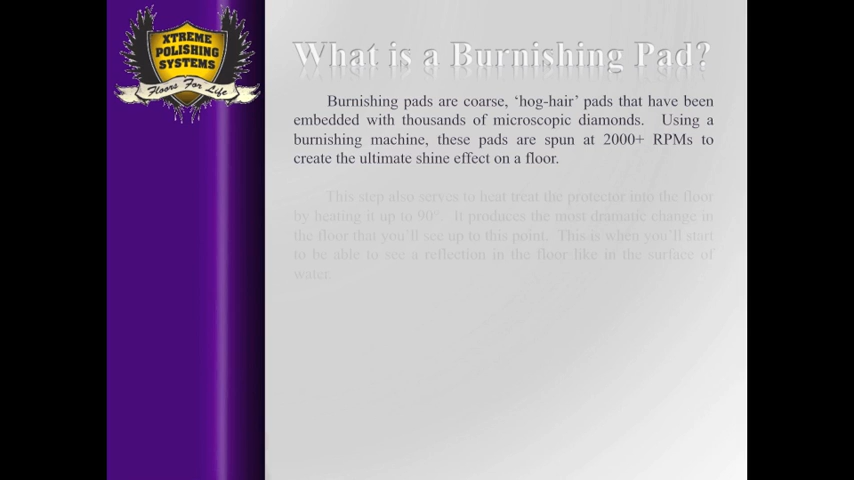 XTREME
POLISHING
SYSTEMS
Floors For Life
What is a Burnishing Pad?
Burnishing pads are coarse, ‘hog-hair’ pads that have been
embedded with thousands of microscopic diamonds. Using a
burnishing machine, these pads are spun at 2000+ RPMs to
create the ultimate shine effect on a floor.
This step also serves to heat treat the protector into the floor
by heating it up to 90°. It produces the most dramatic change in
the floor that you’ll see up to this point. This is when you’ll start
to be able to see a reflection in the floor like in the surface of
water.